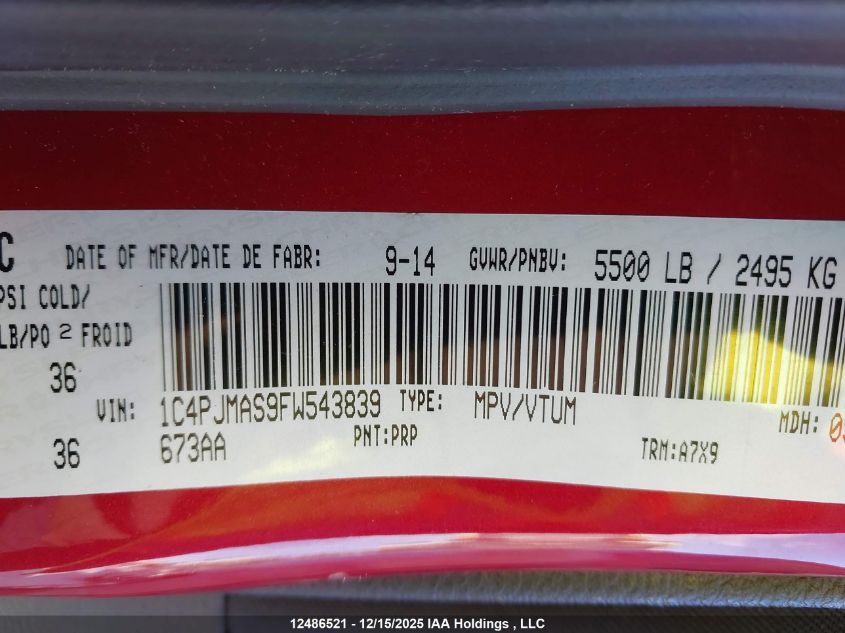 C DATE OF MFR/DATE DE FABR: 9-14 GVWR/PNBV: 5500 LB / 2495 KG
PSI COLD/
LB/PO 2 FROID
36
VIN: 1C4PJMAS9FW543839 TYPE: MPV/VTUM MDH: 09
36 673AA PNT:PRP TRM:A7X9
12486521 - 12/15/2025 IAA Holdings , LLC